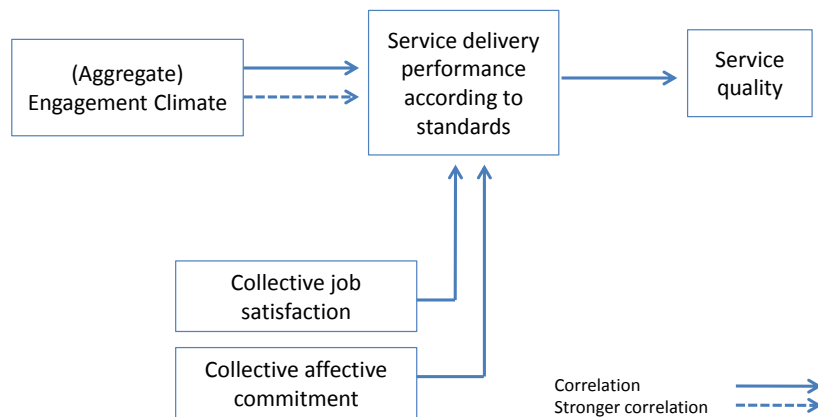 (Aggregate)
Engagement Climate
Service delivery
performance
according to
standards
Service
quality
Collective job
satisfaction
Collective affective
commitment
Correlation
Stronger correlation